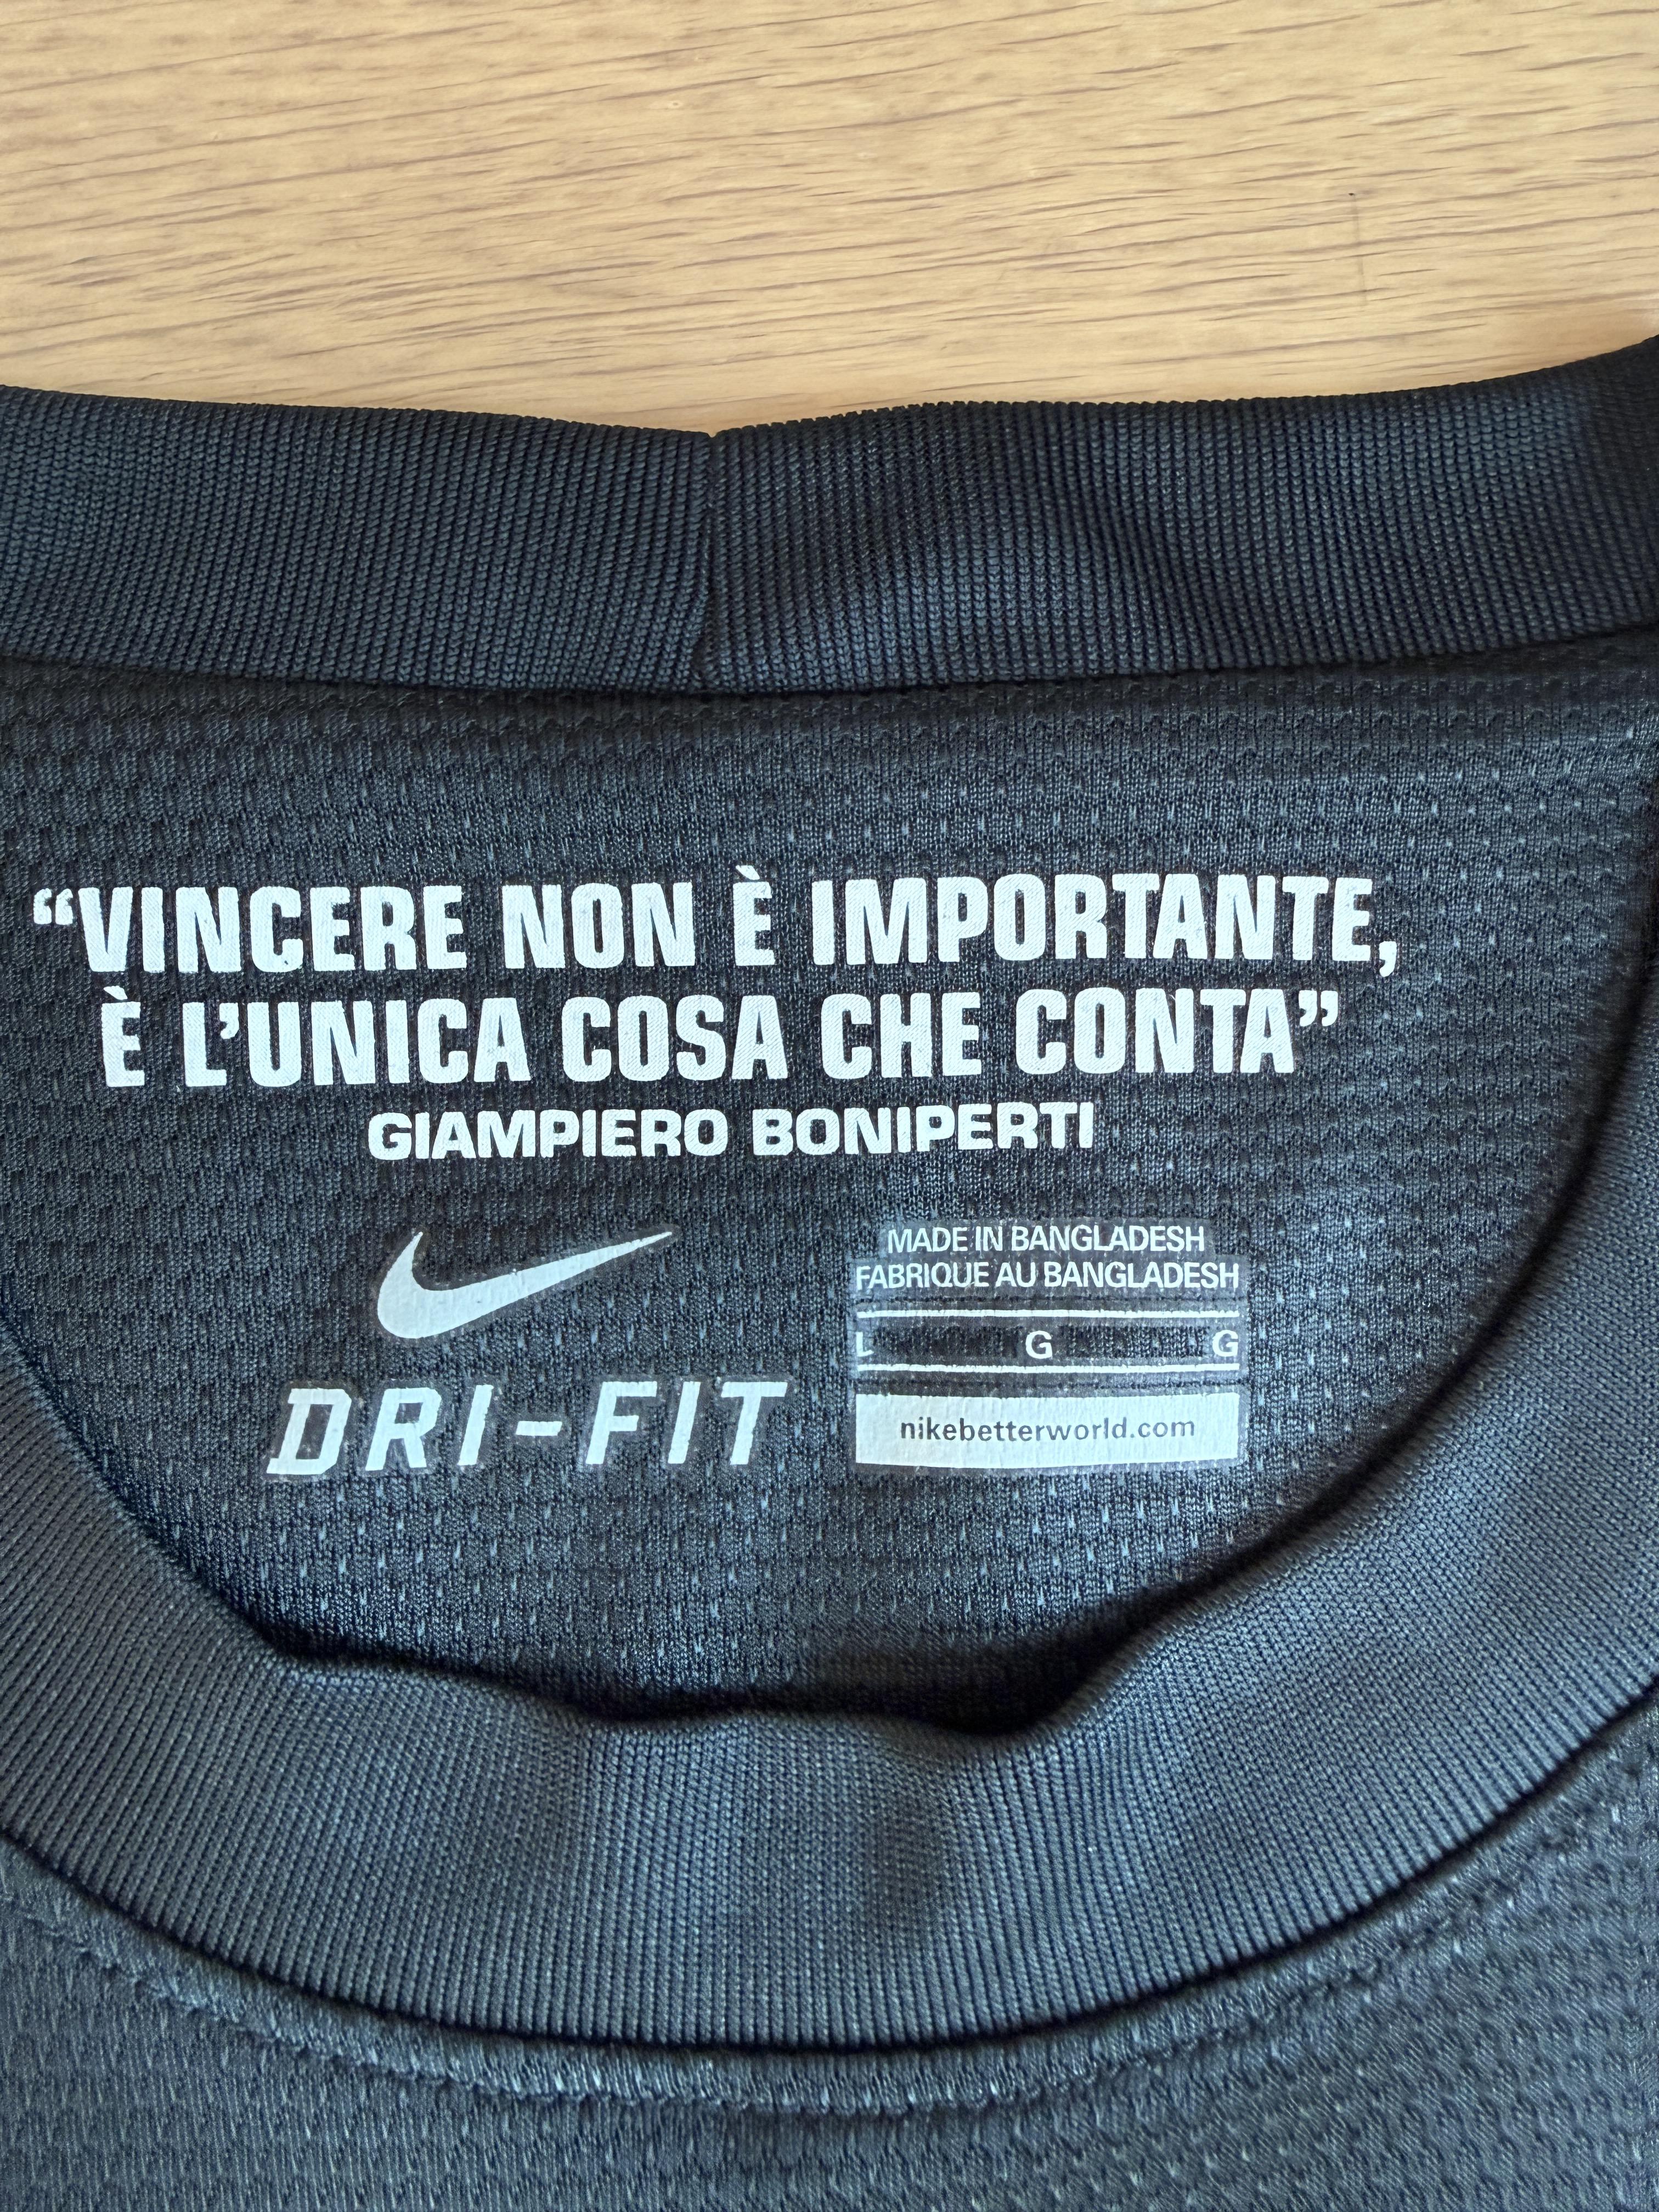 “VINCERE NON È IMPORTANTE,
È L’UNICA COSA CHE CONTA”
GIAMPIERO BONIPERTI
DRI-FIT
MADE IN BANGLADESH
FABRIQUE AU BANGLADESH
L G G
nikebetterworld.com